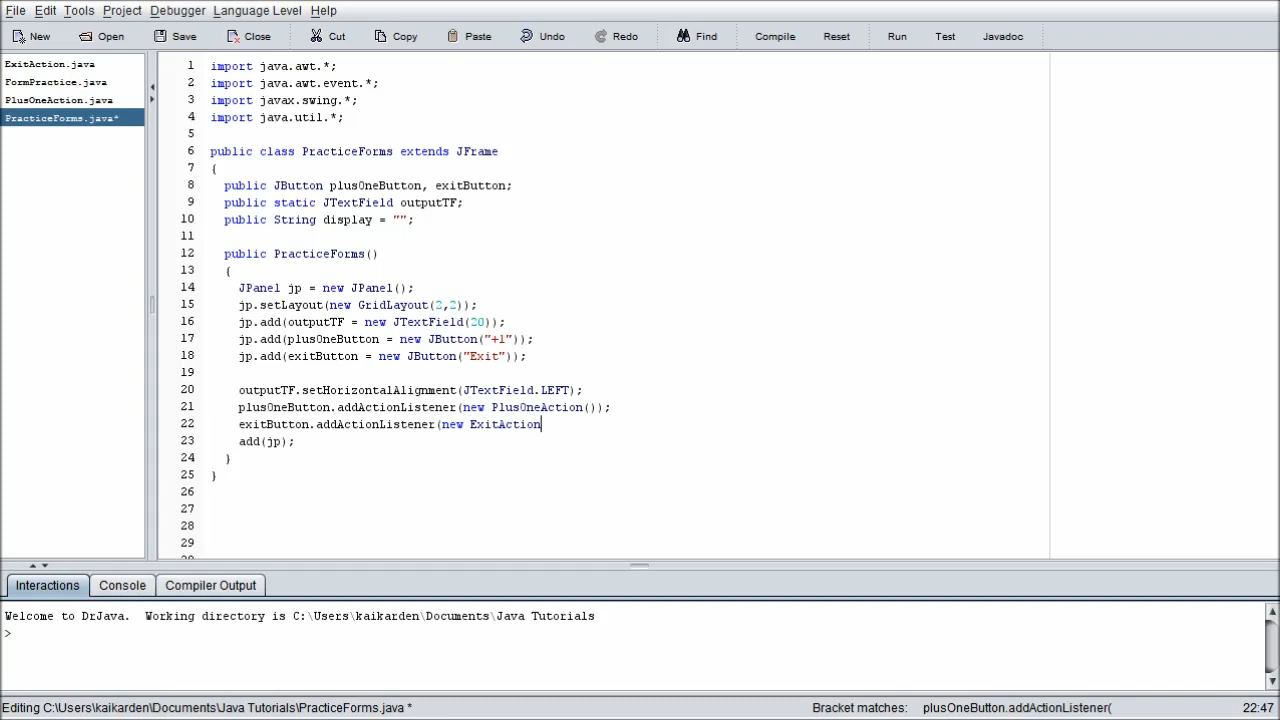 File Edit Tools Project Debugger Language Level Help
New Open Save Close Cut Copy Paste Undo Redo Find Compile Reset Run Test Javadoc
ExitAction.java
FormPractice.java
PlusOneAction.java
PracticeForms.java*
1 import java.awt.*;
2 import java.awt.event.*;
3 import javax.swing.*;
4 import java.util.*;
5
6 public class PracticeForms extends JFrame
7 {
8 public JButton plusOneButton, exitButton;
9 public static JTextField outputTF;
10 public String display = "";
11
12 public PracticeForms()
13 {
14 JPanel jp = new JPanel();
15 jp.setLayout(new GridLayout(2,2));
16 jp.add(outputTF = new JTextField(20));
17 jp.add(plusOneButton = new JButton("+1"));
18 jp.add(exitButton = new JButton("Exit"));
19
20 outputTF.setHorizontalAlignment(JTextField.LEFT);
21 plusOneButton.addActionListener(new PlusOneAction());
22 exitButton.addActionListener(new ExitAction
23 add(jp);
24 }
25 }
26
27
28
29
Interactions Console Compiler Output
Welcome to DrJava. Working directory is C:\Users\kaikarden\Documents\Java Tutorials
>
Editing C:\Users\kaikarden\Documents\Java Tutorials\PracticeForms.java * Bracket matches: plusOneButton.addActionListener( 22:47